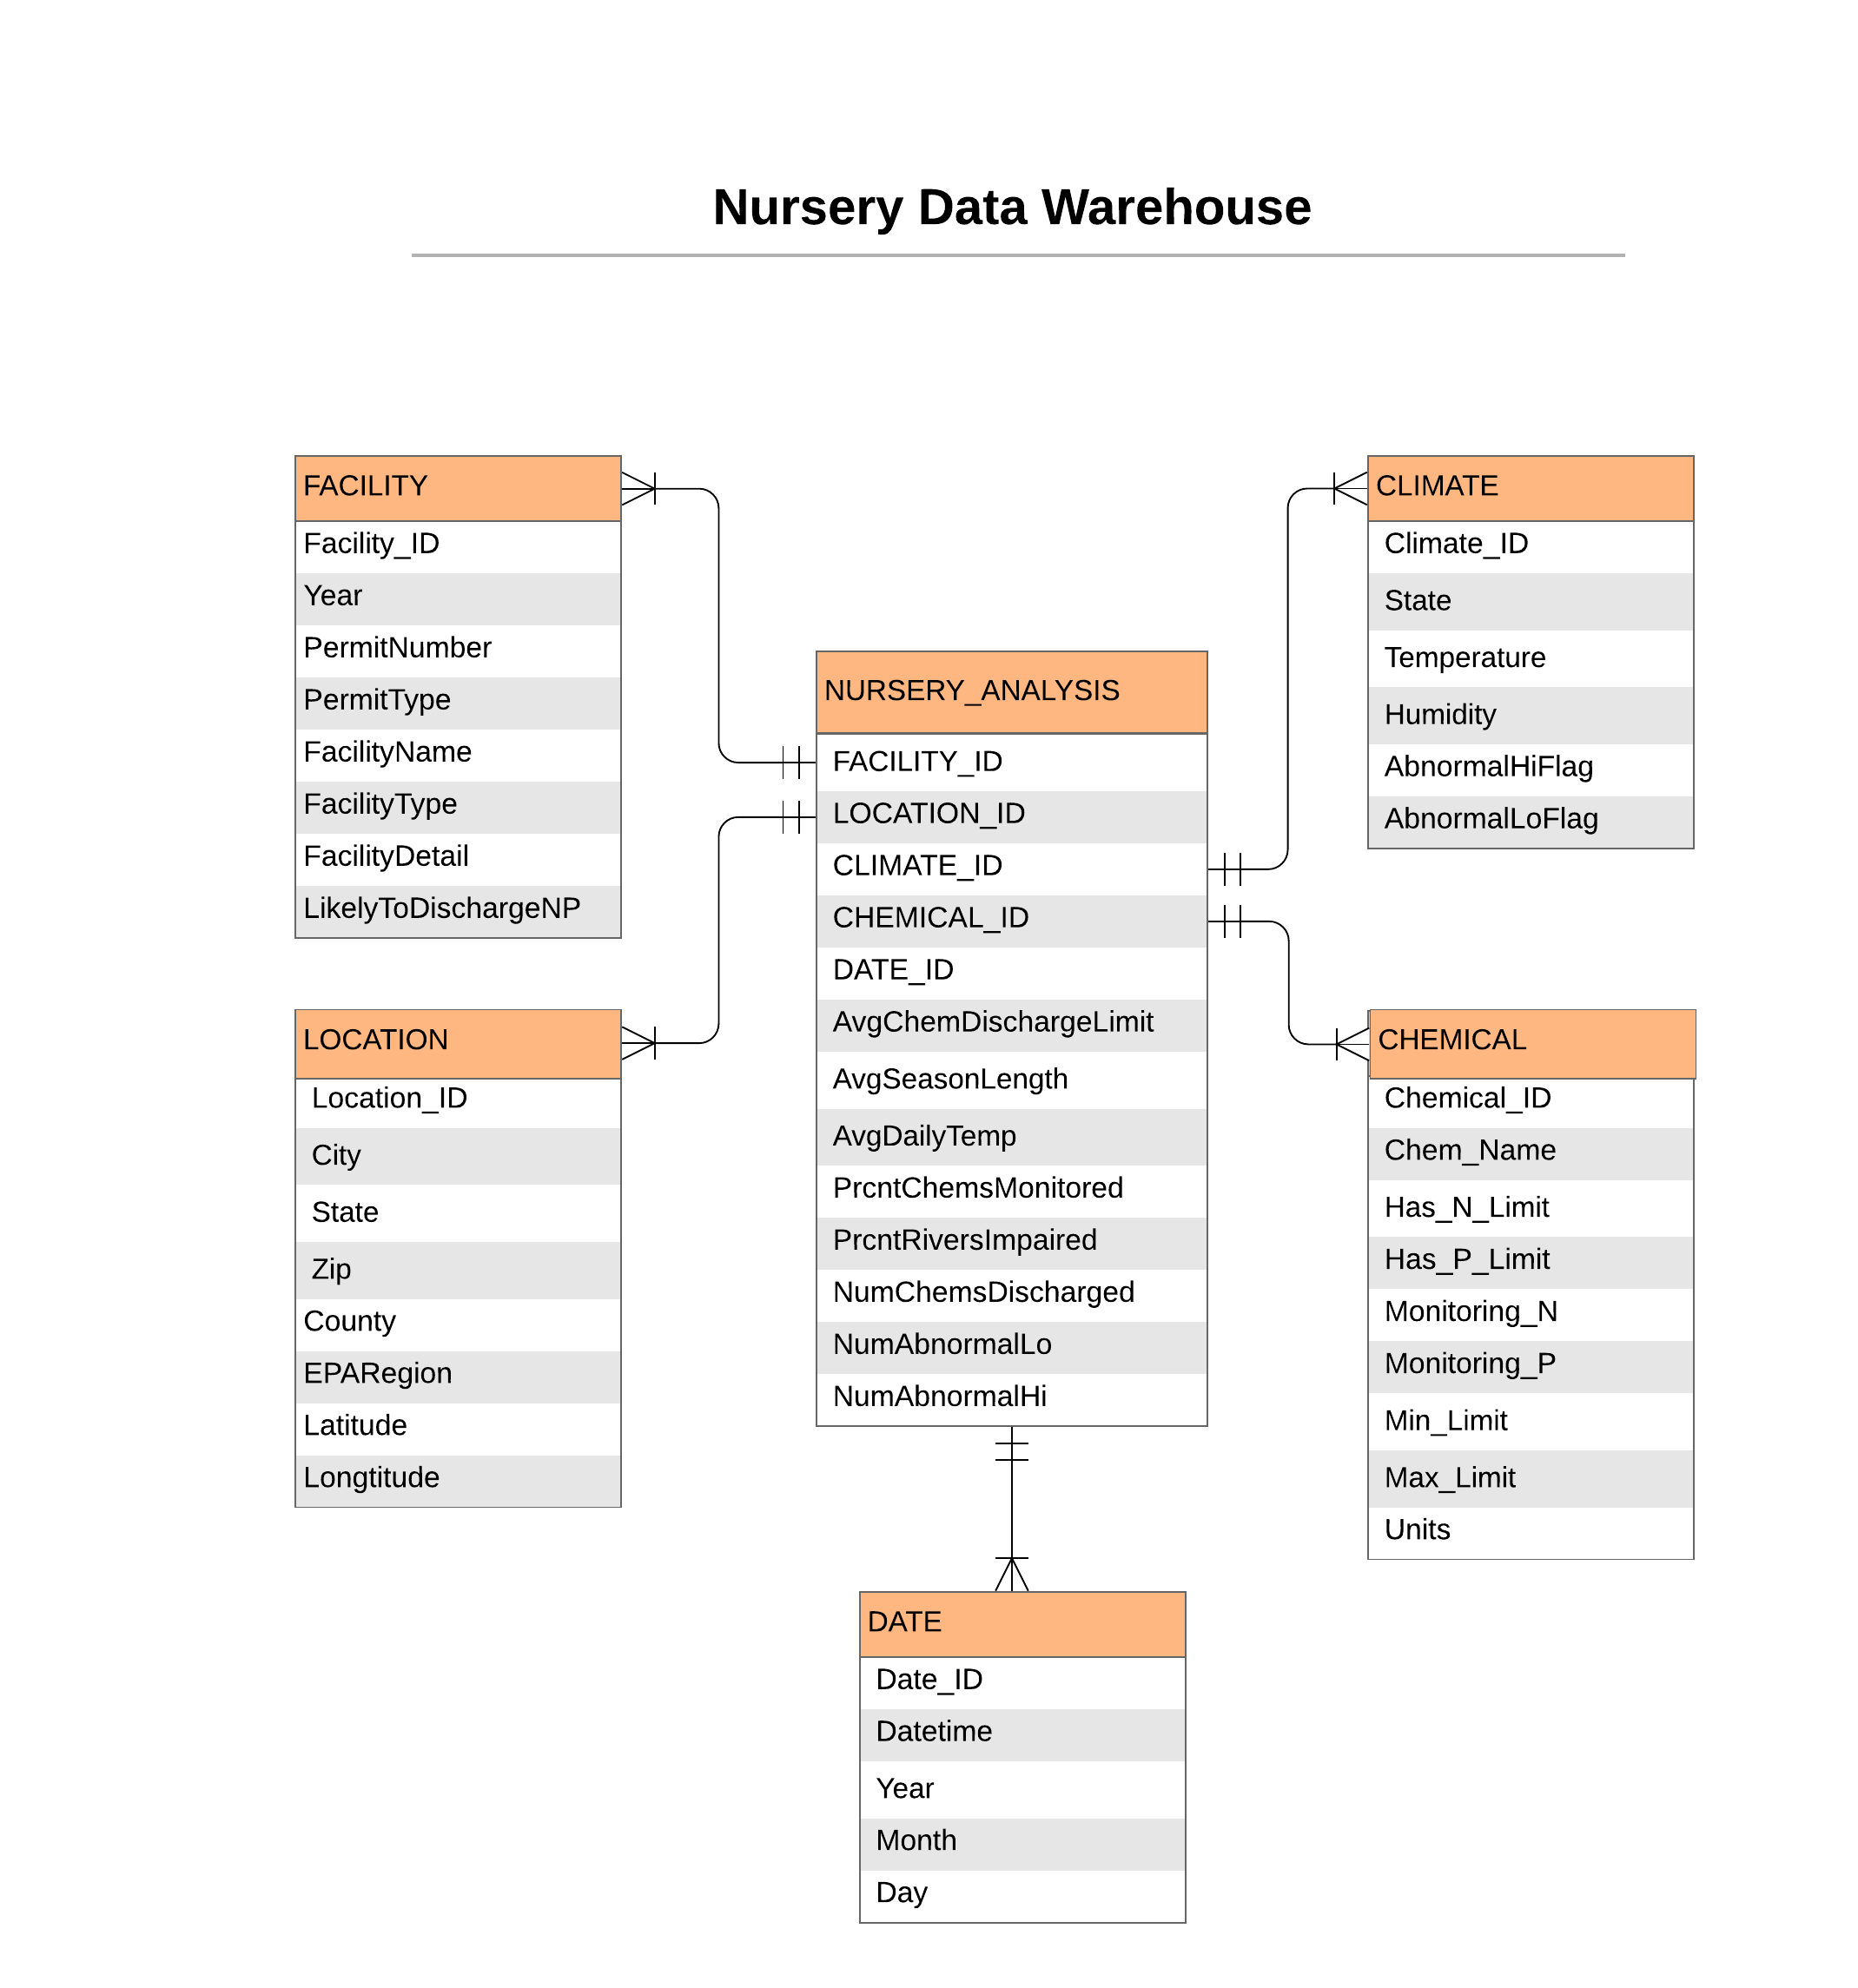 Nursery Data Warehouse
FACILITY
Facility_ID
Year
PermitNumber
PermitType
FacilityName
FacilityType
FacilityDetail
LikelyToDischargeNP
LOCATION
Location_ID
City
State
Zip
County
EPARegion
Latitude
Longtitude
NURSERY_ANALYSIS
FACILITY_ID
LOCATION_ID
CLIMATE_ID
CHEMICAL_ID
DATE_ID
AvgChemDischargeLimit
AvgSeasonLength
AvgDailyTemp
PrcntChemsMonitored
PrcntRiversImpaired
NumChemsDischarged
NumAbnormalLo
NumAbnormalHi
CLIMATE
Climate_ID
State
Temperature
Humidity
AbnormalHiFlag
AbnormalLoFlag
CHEMICAL
Chemical_ID
Chem_Name
Has_N_Limit
Has_P_Limit
Monitoring_N
Monitoring_P
Min_Limit
Max_Limit
Units
DATE
Date_ID
Datetime
Year
Month
Day